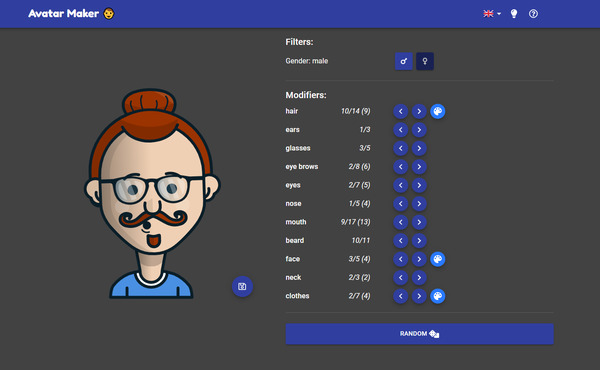 Avatar Maker
Filters:
Gender: male
Modifiers:
hair 10/14 (9)
ears 1/3
glasses 3/5
eye brows 2/8 (6)
eyes 2/7 (5)
nose 1/5 (4)
mouth 9/17 (13)
beard 10/11
face 3/5 (4)
neck 2/3 (2)
clothes 2/7 (4)
RANDOM